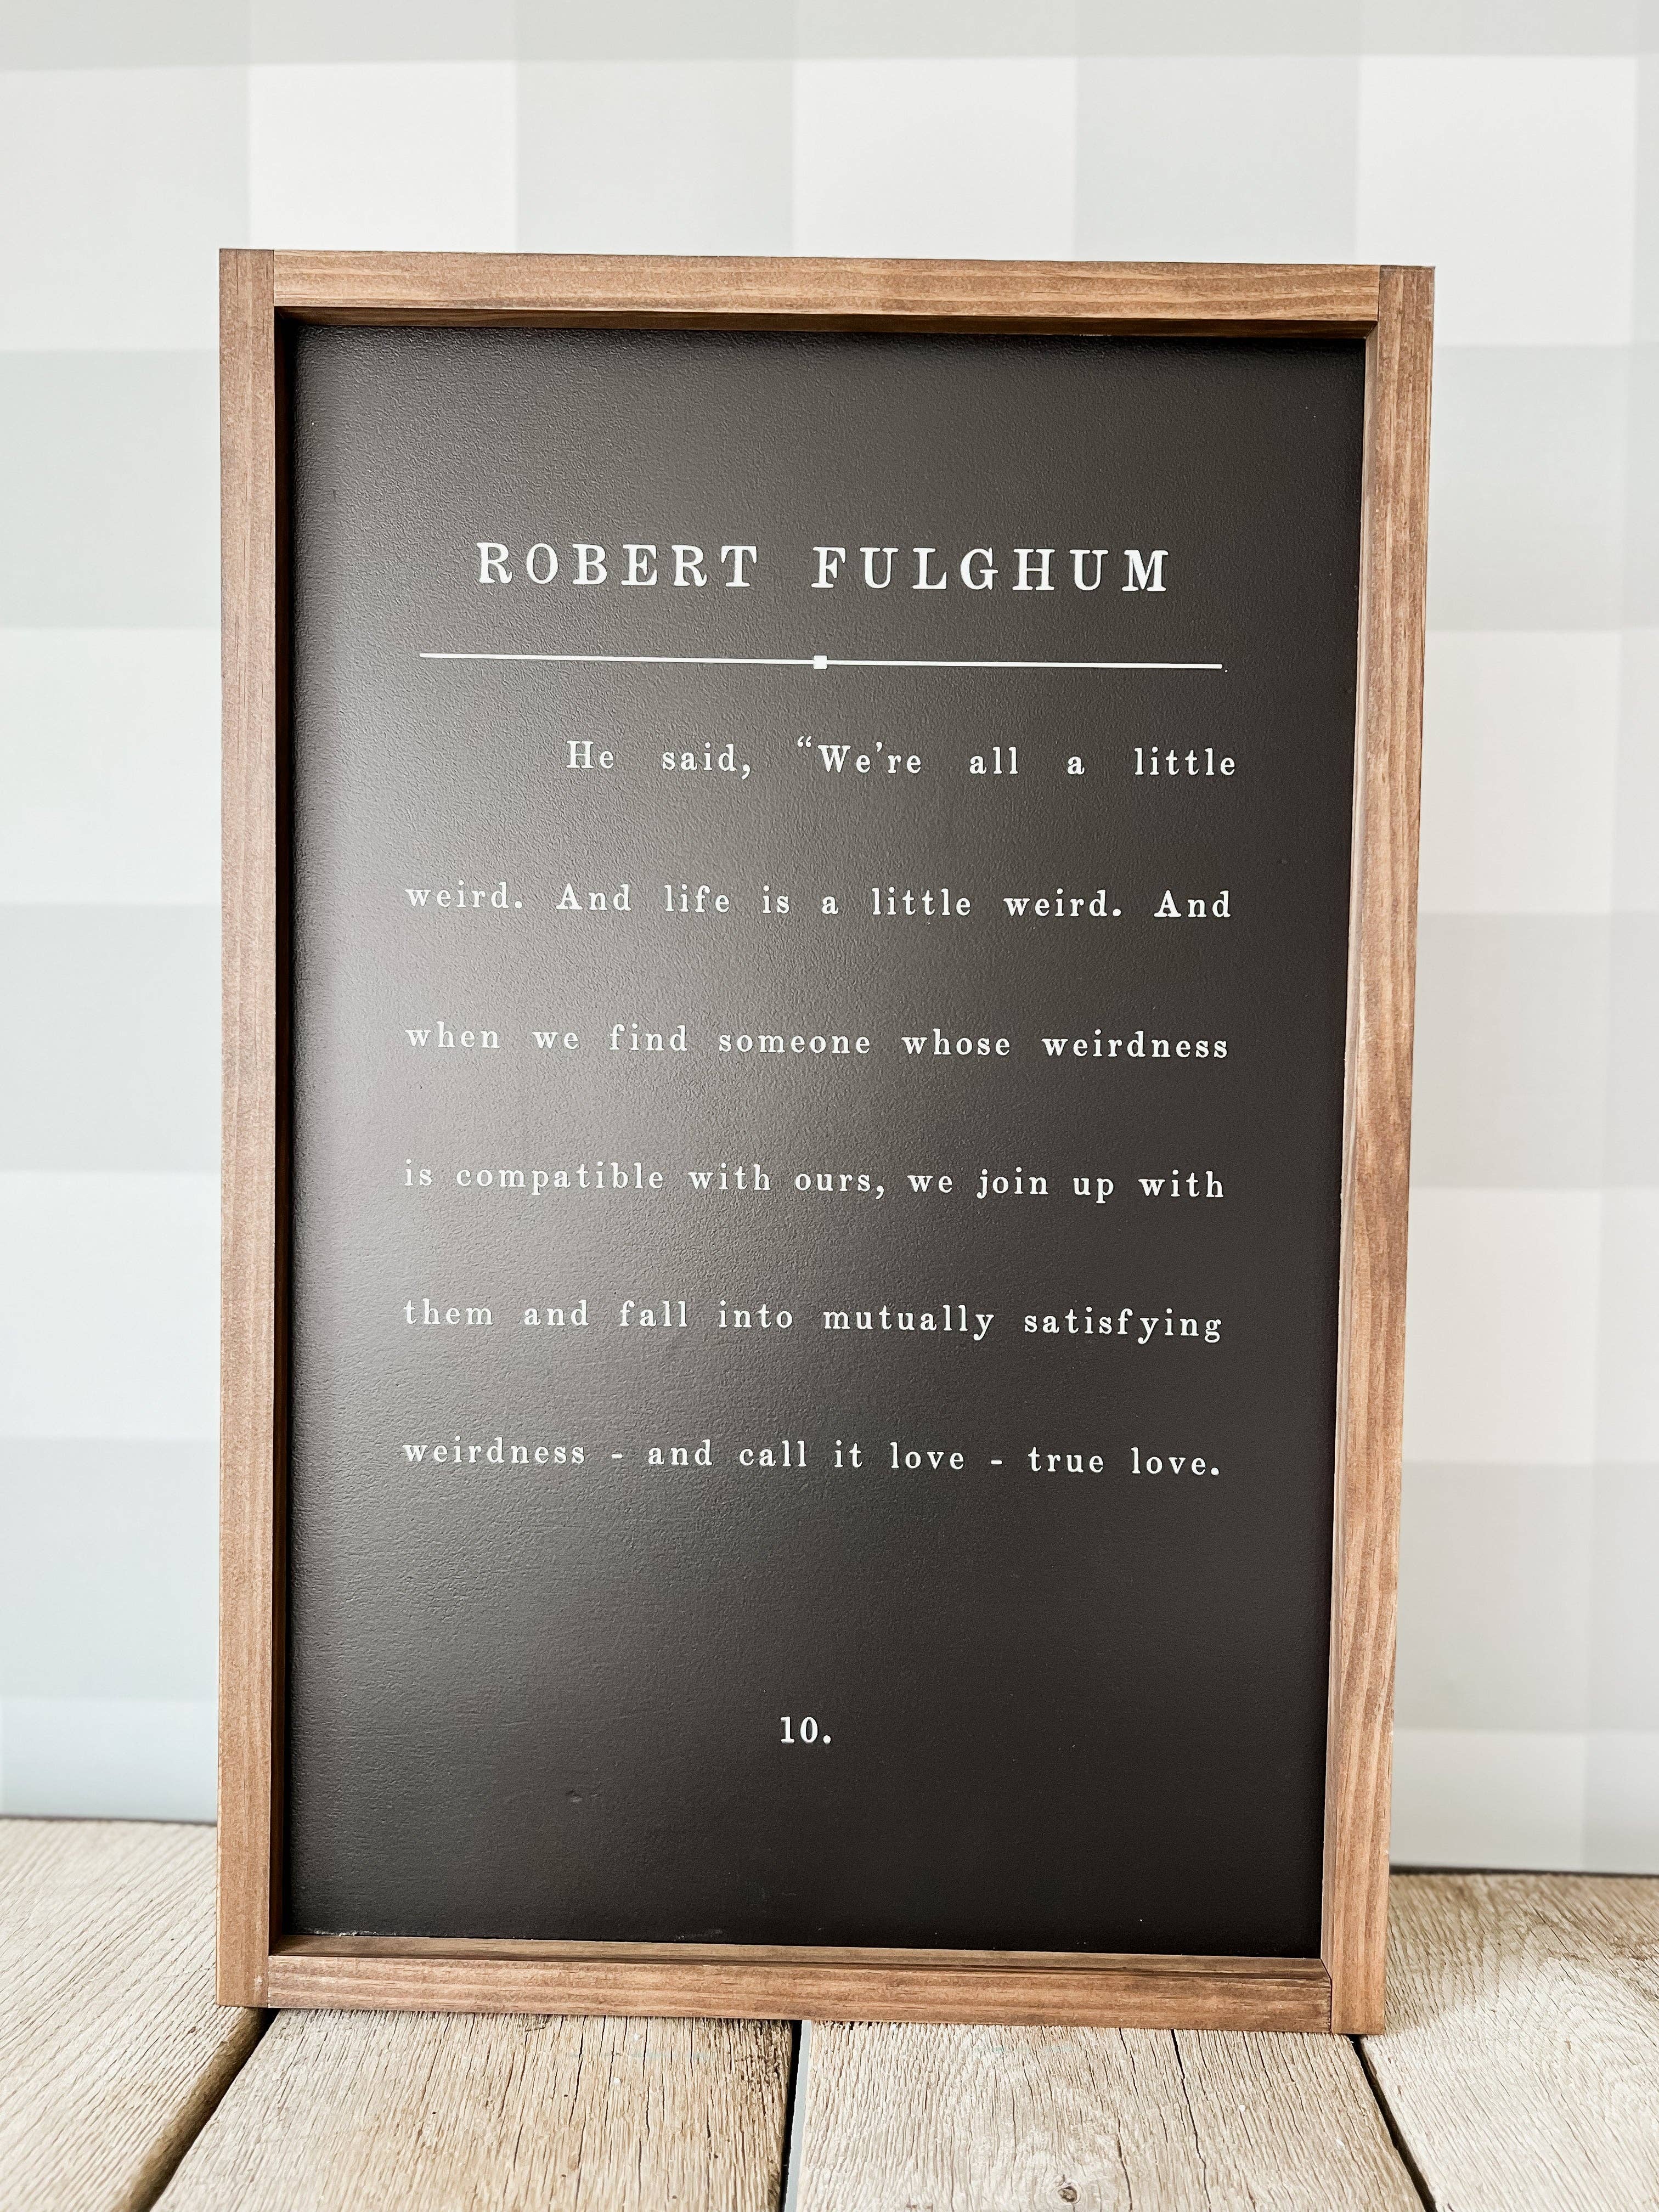 ROBERT FULGHUM
He said, “We’re all a little
weird. And life is a little weird. And
when we find someone whose weirdness
is compatible with ours, we join up with
them and fall into mutually satisfying
weirdness - and call it love - true love.
10.